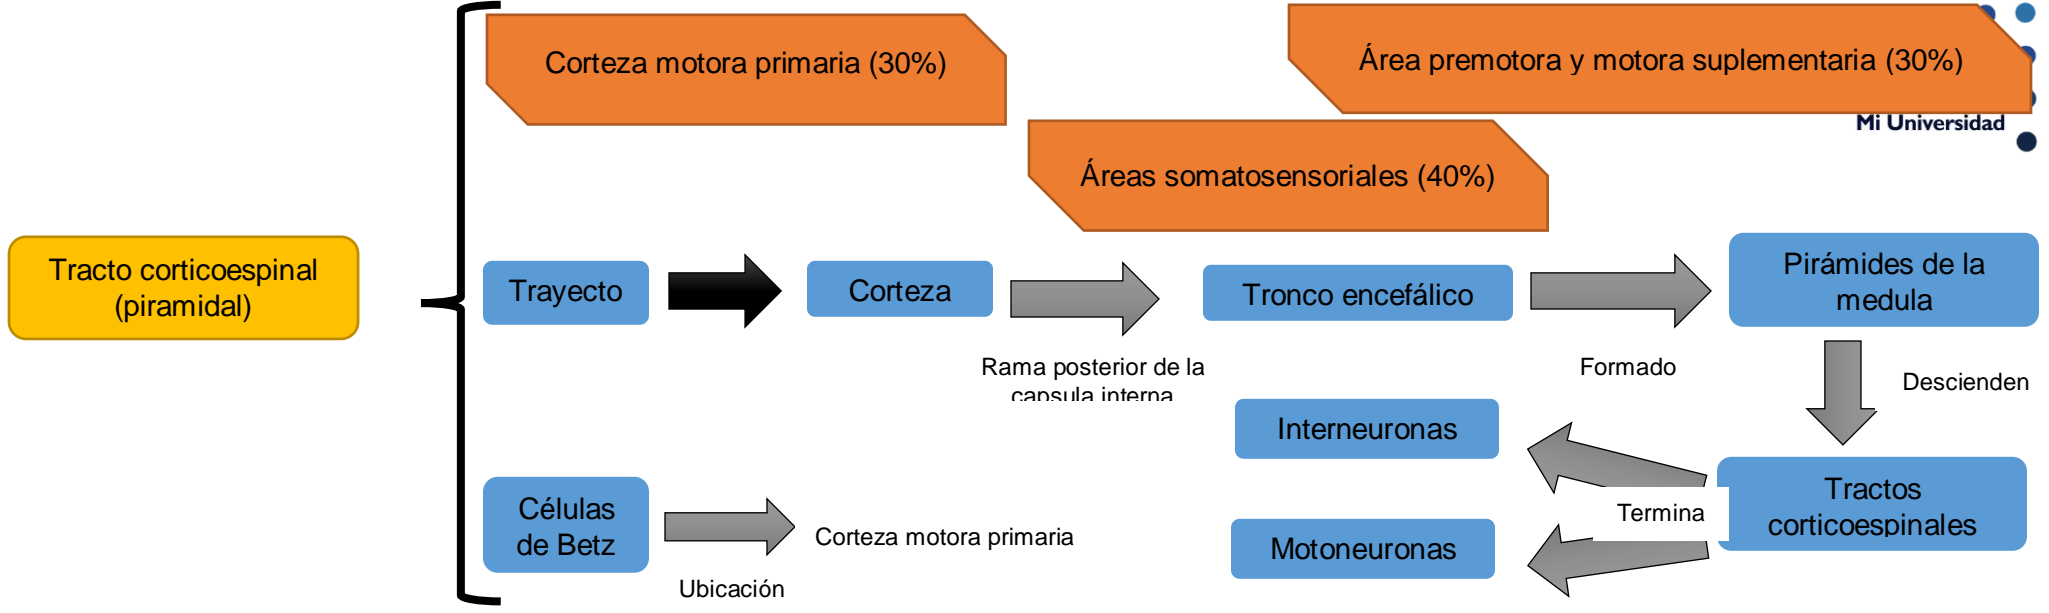 Corteza motora primaria (30%)
Área premotora y motora suplementaria (30%)
Mi Universidad
Áreas somatosensoriales (40%)
Tracto corticoespinal
(piramidal)
Trayecto
Corteza
Tronco encefálico
Pirámides de la
medula
Rama posterior de la
capsula interna
Formado
Descienden
Interneuronas
Células
de Betz
Ubicación
Corteza motora primaria
Termina
Tractos
corticoespinales
Motoneuronas